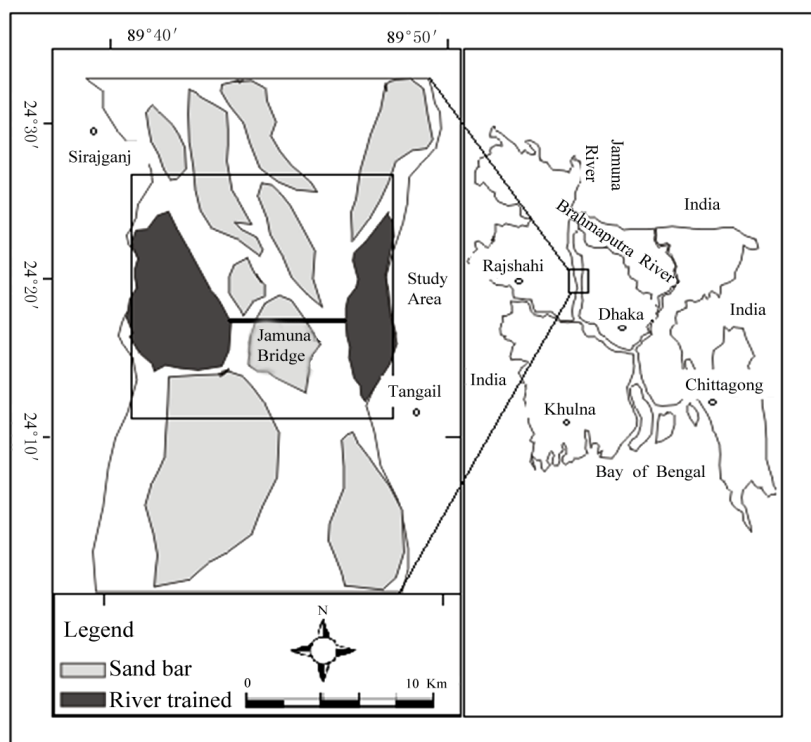 89°40′
89°50′
24°30′
24°20′
24°10′
Sirajganj
Jamuna
Bridge
Study
Area
Tangail
Legend
Sand bar
River trained
N
0
10 Km
Jamuna
River
Brahmaputra River
India
Rajshahi
Dhaka
India
India
Chittagong
Khulna
Bay of Bengal